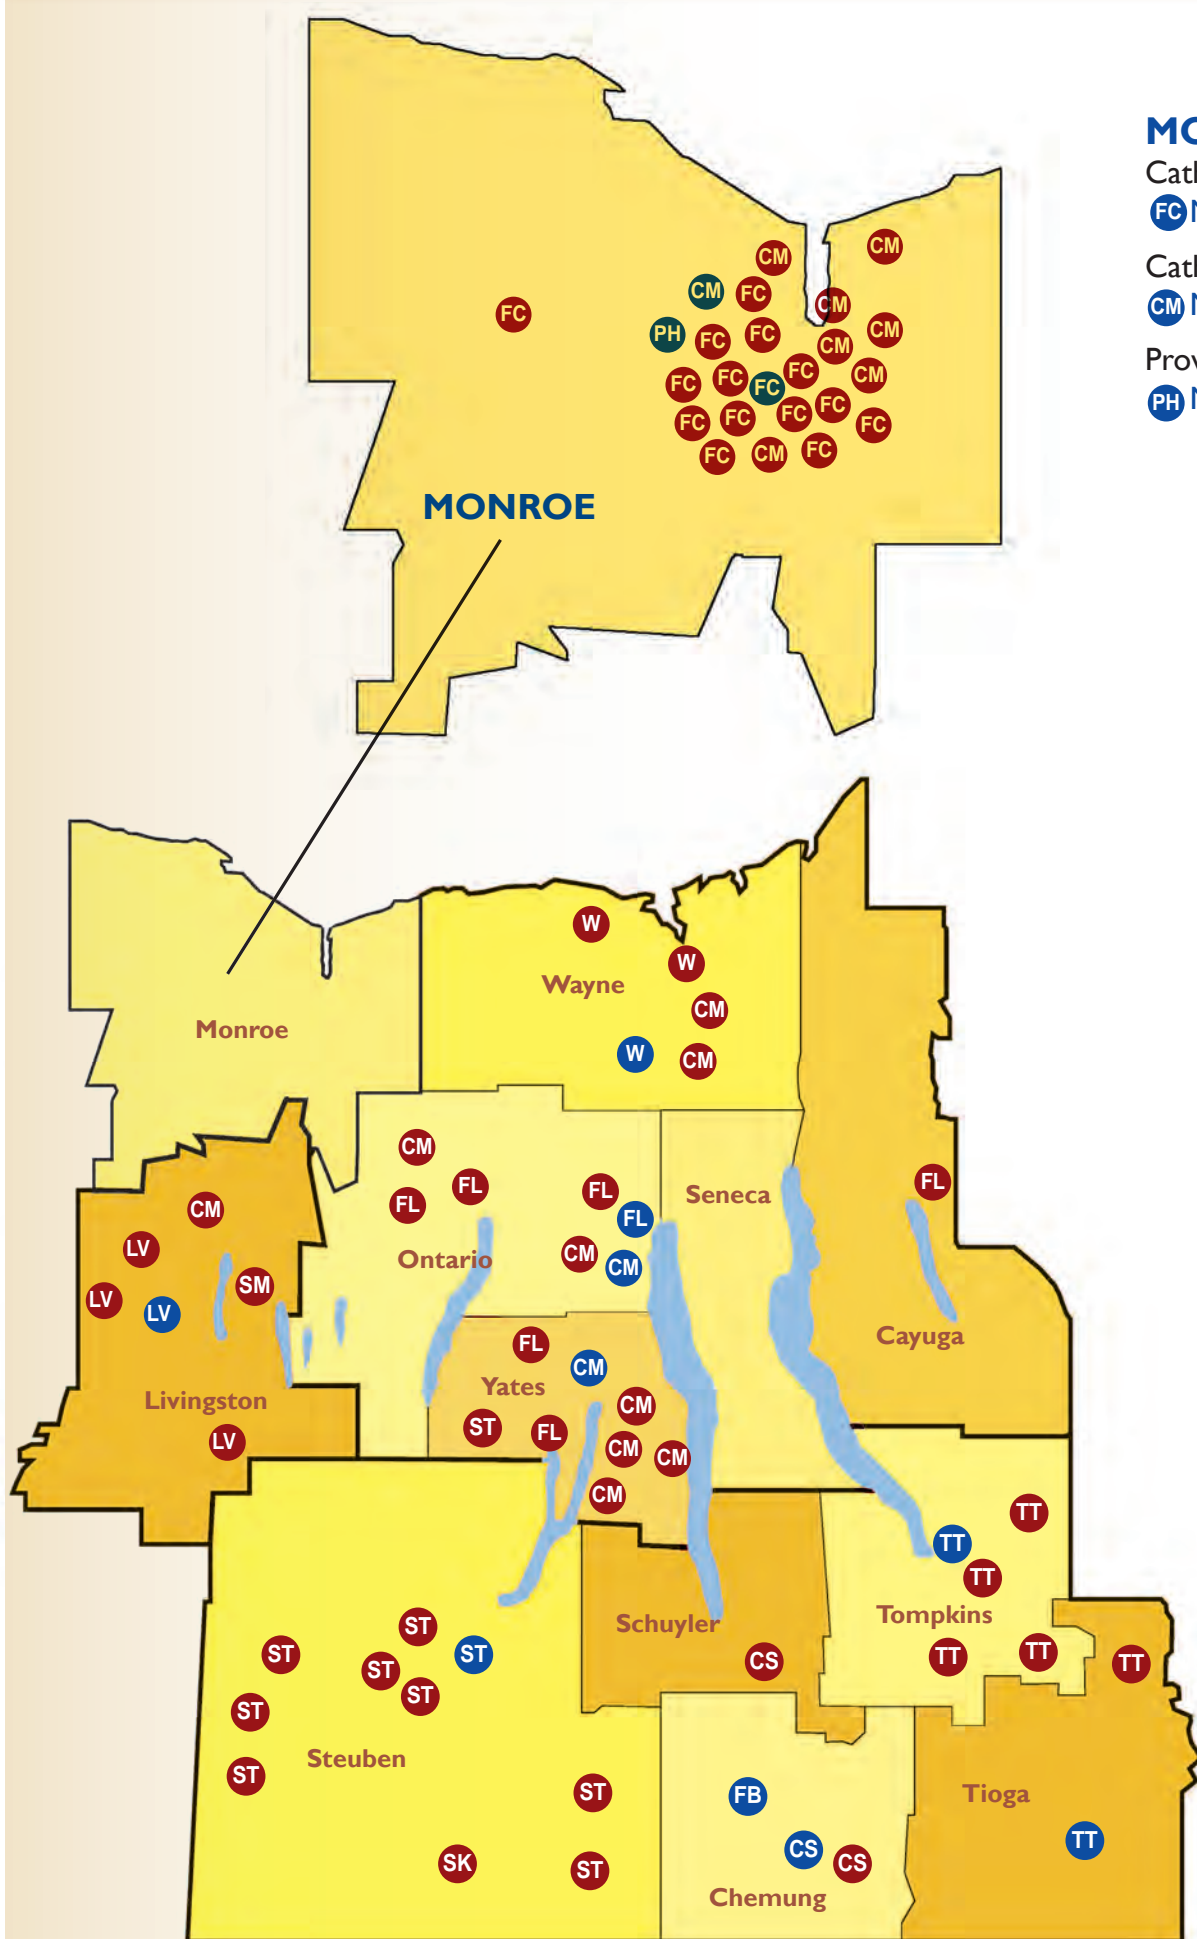 MO
Cath
FC N
Cath
CM N
Prov
PH N
CM
CM
CM
FC
CM
FC
PH
FC
FC
CM
CM
FC
FC
FC
FC
CM
FC
FC
FC
FC
FC
FC
CM
FC
MONROE
W
W
Wayne
CM
Monroe
W
CM
CM
FL
FL
FL
FL
Seneca
FL
CM
LV
Ontario
CM
CM
SM
LV
LV
Cayuga
FL
CM
Yates
Livingston
CM
ST
FL
LV
CM
CM
CM
TT
TT
TT
Tompkins
Schuyler
ST
ST
ST
ST
CS
TT
TT
TT
ST
ST
Steuben
ST
ST
FB
Tioga
TT
SK
ST
CS
CS
Chemung